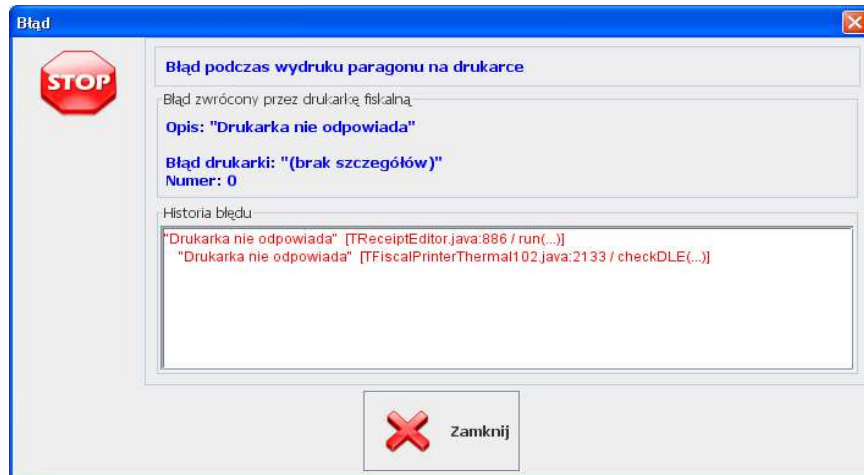 Błąd
STOP
Błąd podczas wydruku paragonu na drukarce
Błąd zwrócony przez drukarkę fiskalną
Opis: "Drukarka nie odpowiada"
Błąd drukarki: "(brak szczegółów)"
Numer: 0
Historia błędu
"Drukarka nie odpowiada" [TReceiptEditor.java:886 / run(...)]
"Drukarka nie odpowiada" [TFiscalPrinterThermal102.java:2133 / checkDLE(...)]
Zamknij